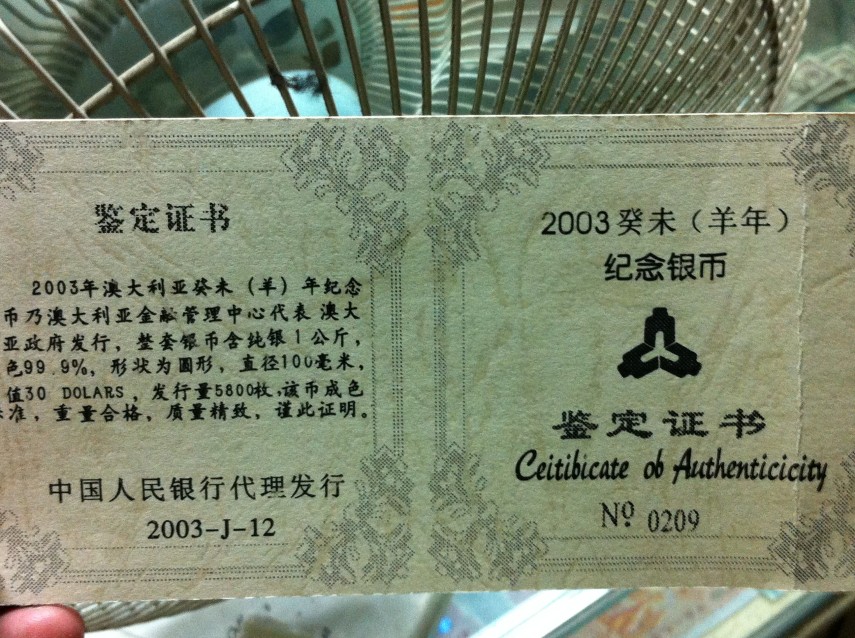 鉴定证书
2003年澳大利亚癸未（羊）年纪念
币乃澳大利亚金融管理中心代表 澳大
亚政府发行，整套银币含纯银1公斤，
色99.9%，形状为圆形，直径100毫米，
值30 DOLARS，发行量5800枚，该币成色
准，重量合格，质量精致，谨此证明。
中国人民银行代理发行
2003-J-12
2003癸未（羊年）
纪念银币
鉴定证书
Ceitibicate ob Authenticicity
Nº 0209